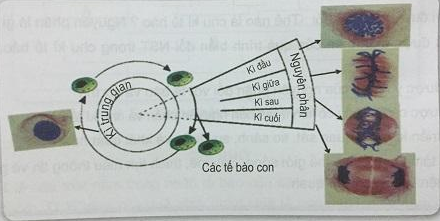 Kì trung gian
Kì đầu
Kì giữa
Kì sau
Kì cuối
Nguyên phân
Các tế bào con